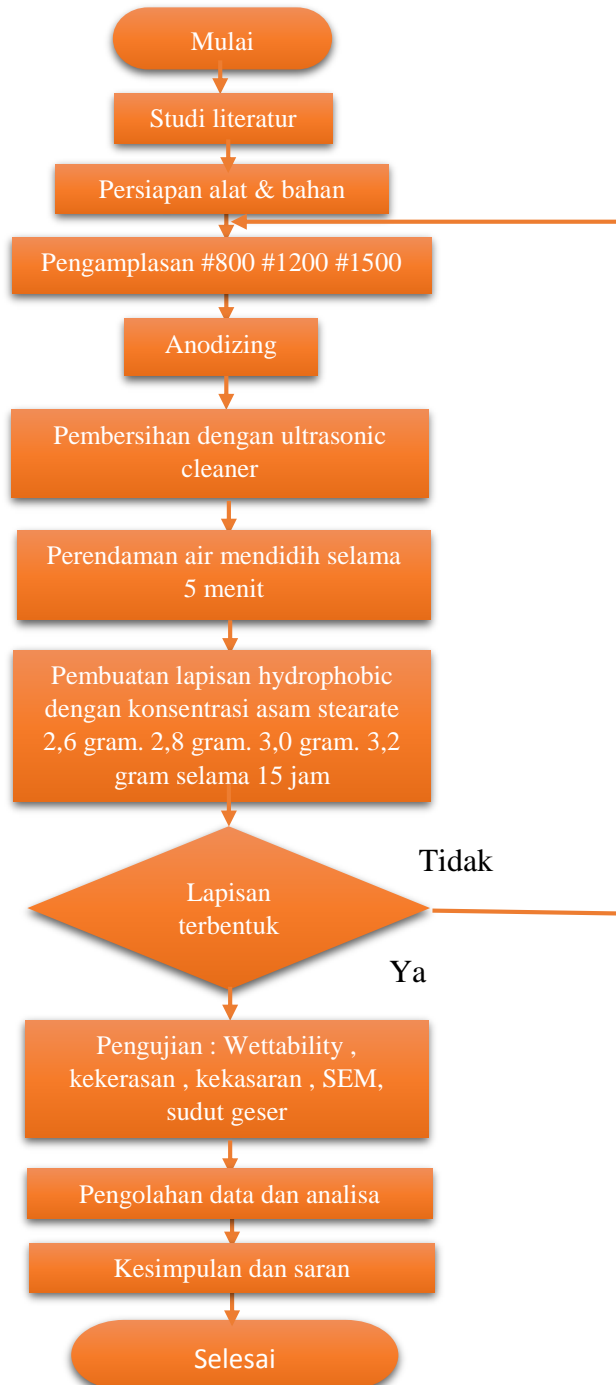 Mulai
Studi literatur
Persiapan alat & bahan
Pengamplasan #800 #1200 #1500
Anodizing
Pembersihan dengan ultrasonic
cleaner
Perendaman air mendidih selama
5 menit
Pembuatan lapisan hydrophobic
dengan konsentrasi asam stearate
2,6 gram. 2,8 gram. 3,0 gram. 3,2
gram selama 15 jam
Tidak
Lapisan
terbentuk
Ya
Pengujian : Wettability ,
kekerasan , kekasaran , SEM,
sudut geser
Pengolahan data dan analisa
Kesimpulan dan saran
Selesai